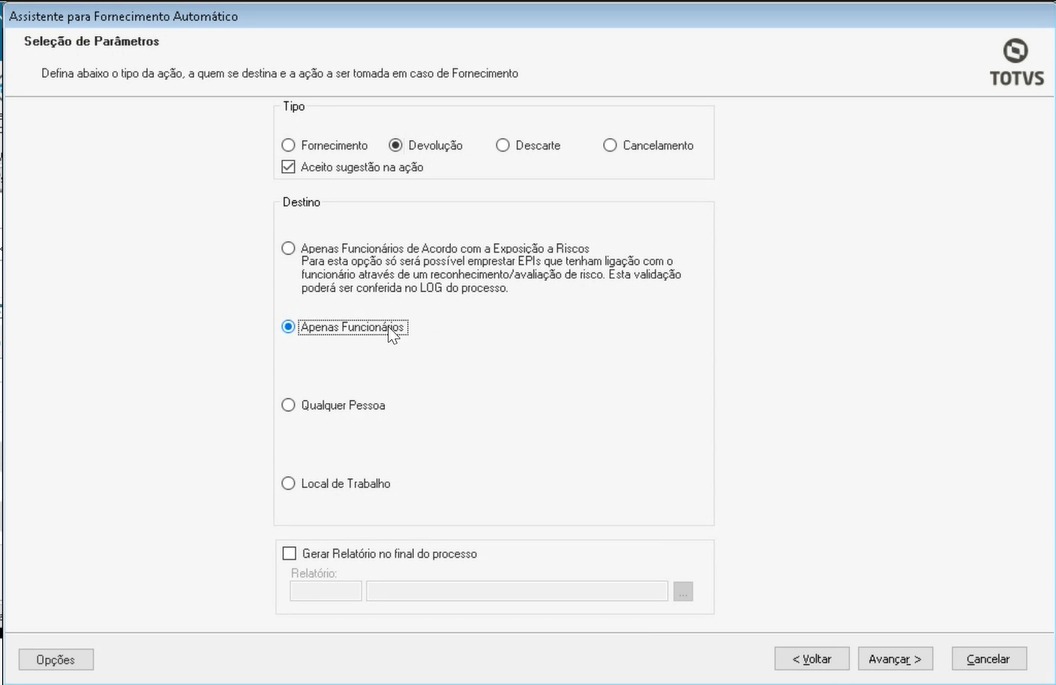 Assistente para Fornecimento Automático
Seleção de Parâmetros
Defina abaixo o tipo da ação, a quem se destina e a ação a ser tomada em caso de Fornecimento
TOTVS
Tipo
Fornecimento Devolução Descarte Cancelamento
Aceito sugestão na ação
Destino
Apenas Funcionários de Acordo com a Exposição a Riscos
Para esta opção só será possível emprestar EPIs que tenham ligação com o
funcionário através de um reconhecimento/avaliação de risco. Esta validação
poderá ser conferida no LOG do processo.
Apenas Funcionários
Qualquer Pessoa
Local de Trabalho
Gerar Relatório no final do processo
Relatório:
...
Opções < Voltar Avançar > Cancelar